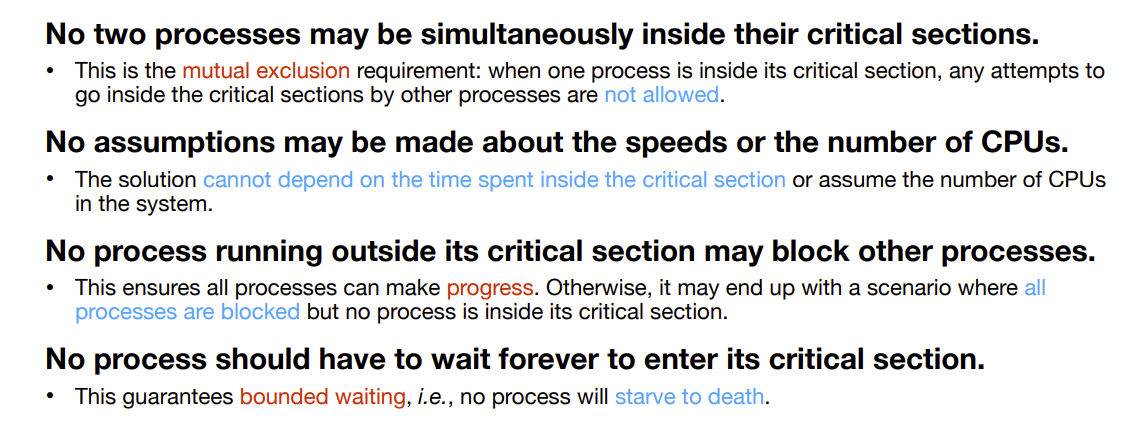 No two processes may be simultaneously inside their critical sections.
• This is the mutual exclusion requirement: when one process is inside its critical section, any attempts to
go inside the critical sections by other processes are not allowed.
No assumptions may be made about the speeds or the number of CPUs.
• The solution cannot depend on the time spent inside the critical section or assume the number of CPUs
in the system.
No process running outside its critical section may block other processes.
• This ensures all processes can make progress. Otherwise, it may end up with a scenario where all
processes are blocked but no process is inside its critical section.
No process should have to wait forever to enter its critical section.
• This guarantees bounded waiting, i.e., no process will starve to death.